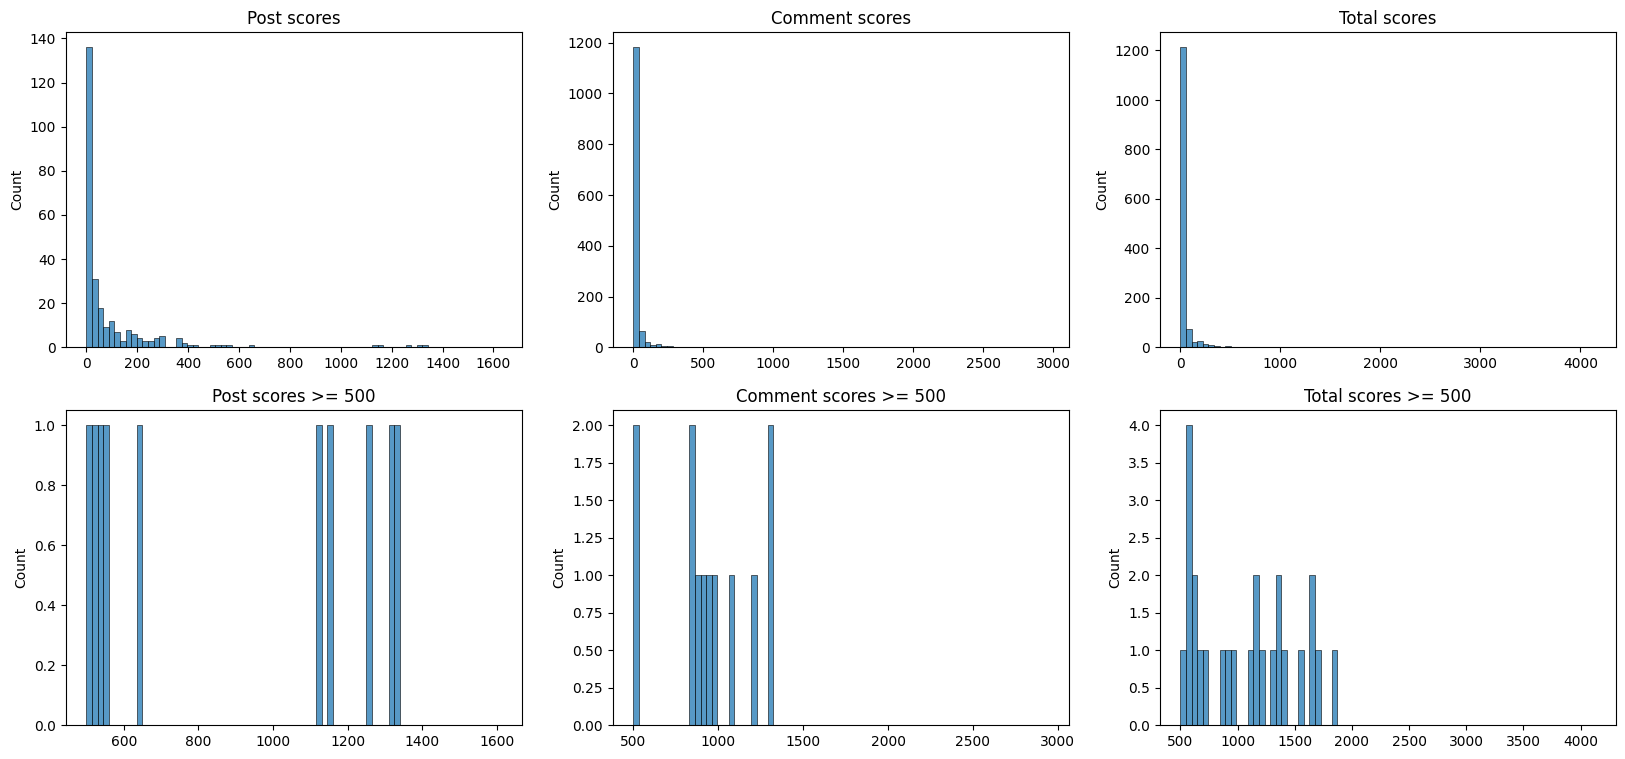 Post scores
Comment scores
Total scores
140
120
100
80
60
40
20
0
Count
0 200 400 600 800 1000 1200 1400 1600
1200
1000
800
600
400
200
0
Count
0 500 1000 1500 2000 2500 3000
1200
1000
800
600
400
200
0
Count
0 1000 2000 3000 4000
Post scores >= 500
Comment scores >= 500
Total scores >= 500
1.0
0.8
0.6
0.4
0.2
0.0
Count
600 800 1000 1200 1400 1600
2.00
1.75
1.50
1.25
1.00
0.75
0.50
0.25
0.00
Count
500 1000 1500 2000 2500 3000
4.0
3.5
3.0
2.5
2.0
1.5
1.0
0.5
0.0
Count
500 1000 1500 2000 2500 3000 3500 4000